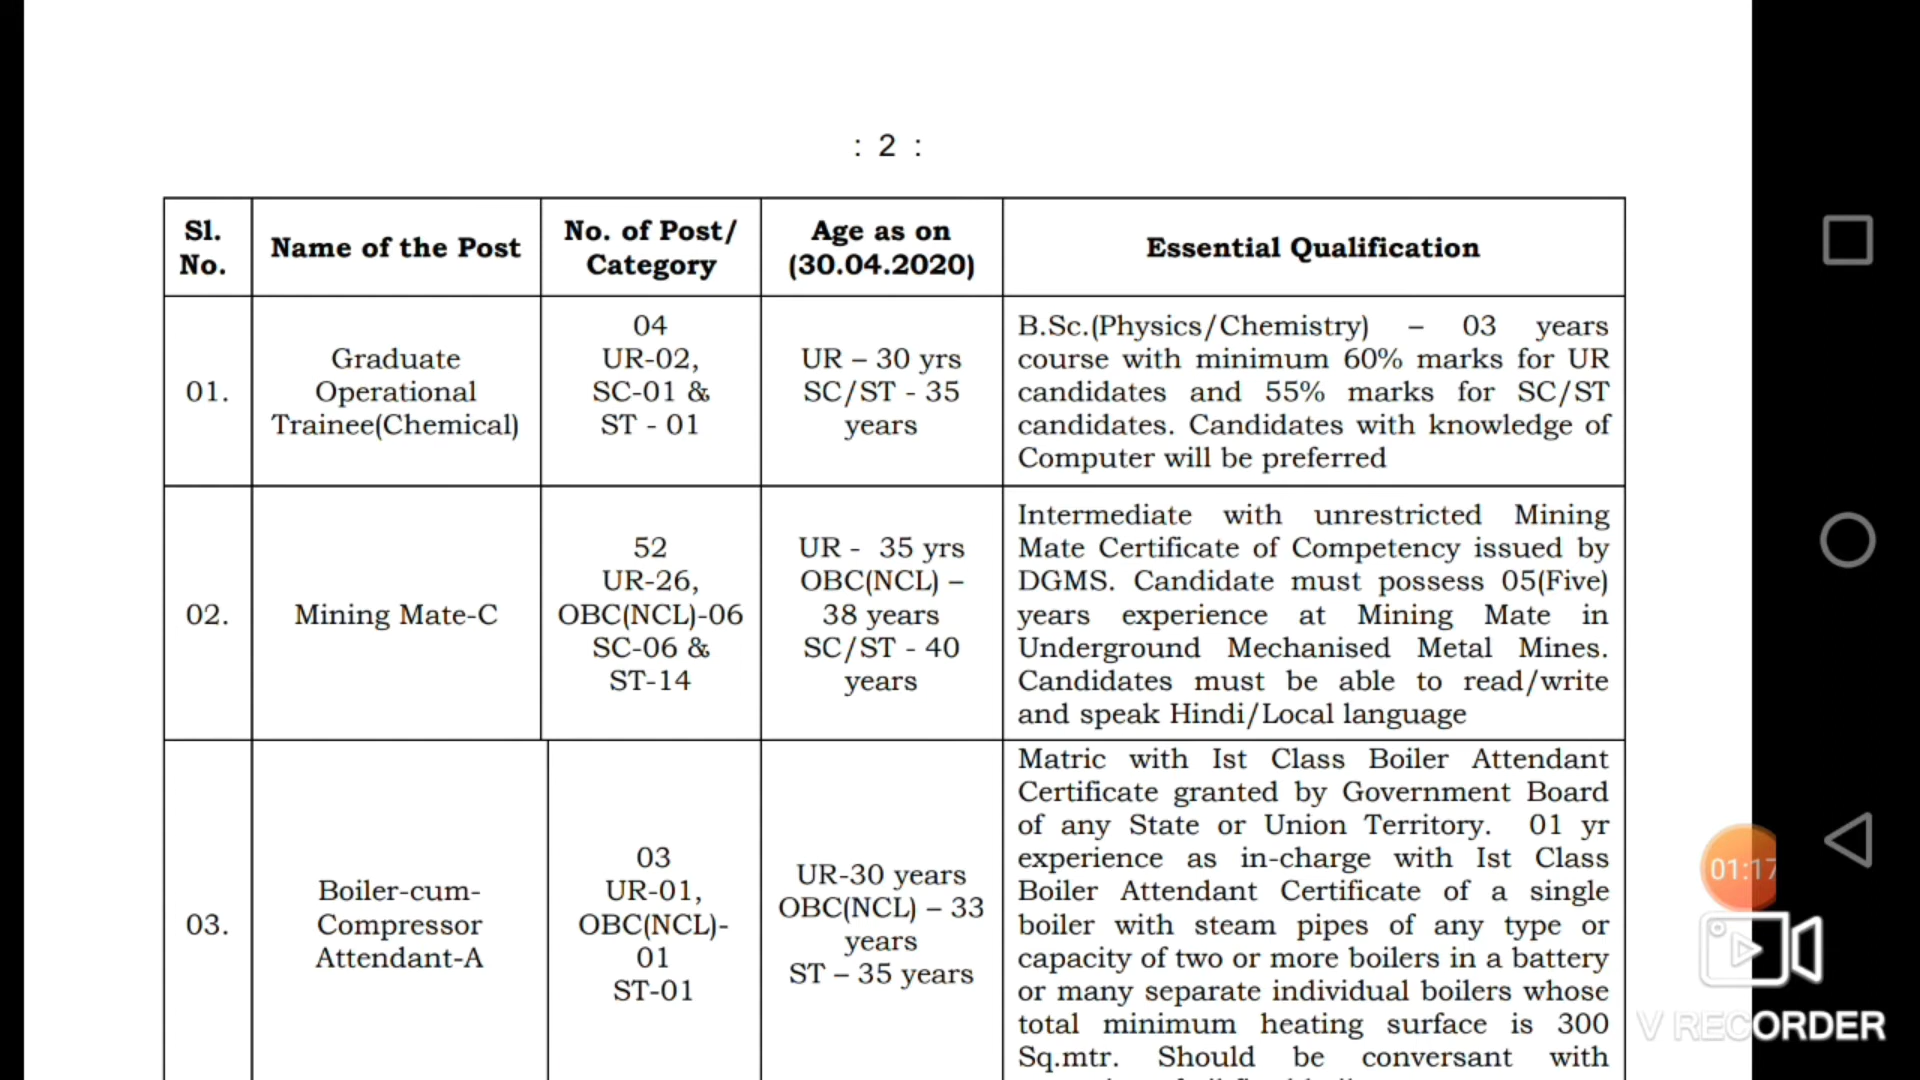 : 2 :
Sl.
No.
Name of the Post
No. of Post/
Category
Age as on
(30.04.2020)
Essential Qualification
01.
Graduate
Operational
Trainee(Chemical)
04
UR-02,
SC-01 &
ST - 01
UR – 30 yrs
SC/ST - 35
years
B.Sc.(Physics/Chemistry) – 03 years
course with minimum 60% marks for UR
candidates and 55% marks for SC/ST
candidates. Candidates with knowledge of
Computer will be preferred
02.
Mining Mate-C
52
UR-26,
OBC(NCL)-06
SC-06 &
ST-14
UR - 35 yrs
OBC(NCL) –
38 years
SC/ST - 40
years
Intermediate with unrestricted Mining
Mate Certificate of Competency issued by
DGMS. Candidate must possess 05(Five)
years experience at Mining Mate in
Underground Mechanised Metal Mines.
Candidates must be able to read/write
and speak Hindi/Local language
03.
Boiler-cum-
Compressor
Attendant-A
03
UR-01,
OBC(NCL)-
01
ST-01
UR-30 years
OBC(NCL) – 33
years
ST – 35 years
Matric with Ist Class Boiler Attendant
Certificate granted by Government Board
of any State or Union Territory. 01 yr
experience as in-charge with Ist Class
Boiler Attendant Certificate of a single
boiler with steam pipes of any type or
capacity of two or more boilers in a battery
or many separate individual boilers whose
total minimum heating surface is 300
Sq.mtr. Should be conversant with
01:17
V RECORDER